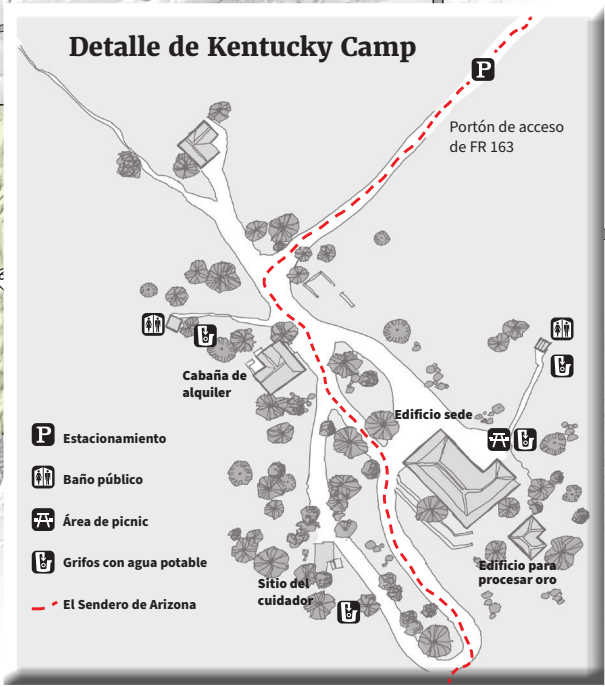 Detalle de Kentucky Camp
P
Portón de acceso
de FR 163
Cabaña de
alquiler
Edificio sede
P Estacionamiento
Baño público
Área de picnic
Grifos con agua potable
El Sendero de Arizona
Sitio del
cuidador
Edificio para
procesar oro